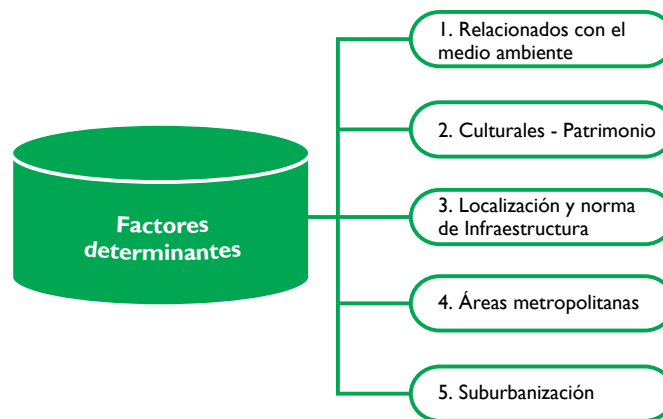 Factores
determinantes
1. Relacionados con el
medio ambiente
2. Culturales - Patrimonio
3. Localización y norma
de Infraestructura
4. Áreas metropolitanas
5. Suburbanización